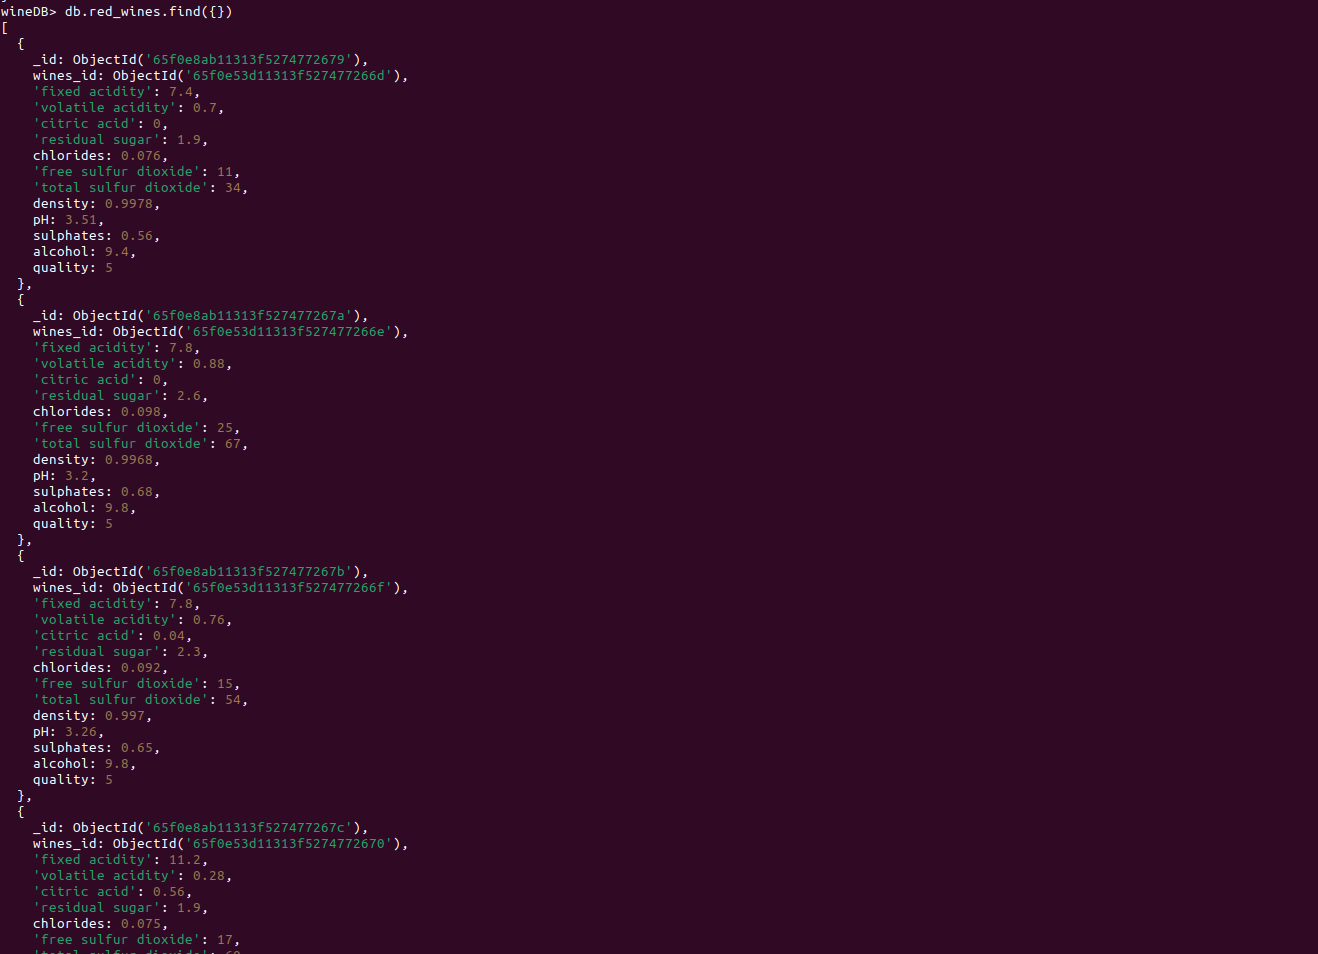 wineDB> db.red_wines.find({})
[
  {
    _id: ObjectId('65f0e8ab11313f5274772679'),
    wines_id: ObjectId('65f0e53d11313f527477266d'),
    'fixed acidity': 7.4,
    'volatile acidity': 0.7,
    'citric acid': 0,
    'residual sugar': 1.9,
    chlorides: 0.076,
    'free sulfur dioxide': 11,
    'total sulfur dioxide': 34,
    density: 0.9978,
    pH: 3.51,
    sulphates: 0.56,
    alcohol: 9.4,
    quality: 5
  },
  {
    _id: ObjectId('65f0e8ab11313f527477267a'),
    wines_id: ObjectId('65f0e53d11313f527477266e'),
    'fixed acidity': 7.8,
    'volatile acidity': 0.88,
    'citric acid': 0,
    'residual sugar': 2.6,
    chlorides: 0.098,
    'free sulfur dioxide': 25,
    'total sulfur dioxide': 67,
    density: 0.9968,
    pH: 3.2,
    sulphates: 0.68,
    alcohol: 9.8,
    quality: 5
  },
  {
    _id: ObjectId('65f0e8ab11313f527477267b'),
    wines_id: ObjectId('65f0e53d11313f527477266f'),
    'fixed acidity': 7.8,
    'volatile acidity': 0.76,
    'citric acid': 0.04,
    'residual sugar': 2.3,
    chlorides: 0.092,
    'free sulfur dioxide': 15,
    'total sulfur dioxide': 54,
    density: 0.997,
    pH: 3.26,
    sulphates: 0.65,
    alcohol: 9.8,
    quality: 5
  },
  {
    _id: ObjectId('65f0e8ab11313f527477267c'),
    wines_id: ObjectId('65f0e53d11313f5274772670'),
    'fixed acidity': 11.2,
    'volatile acidity': 0.28,
    'citric acid': 0.56,
    'residual sugar': 1.9,
    chlorides: 0.075,
    'free sulfur dioxide': 17,
    'total sulfur dioxide':